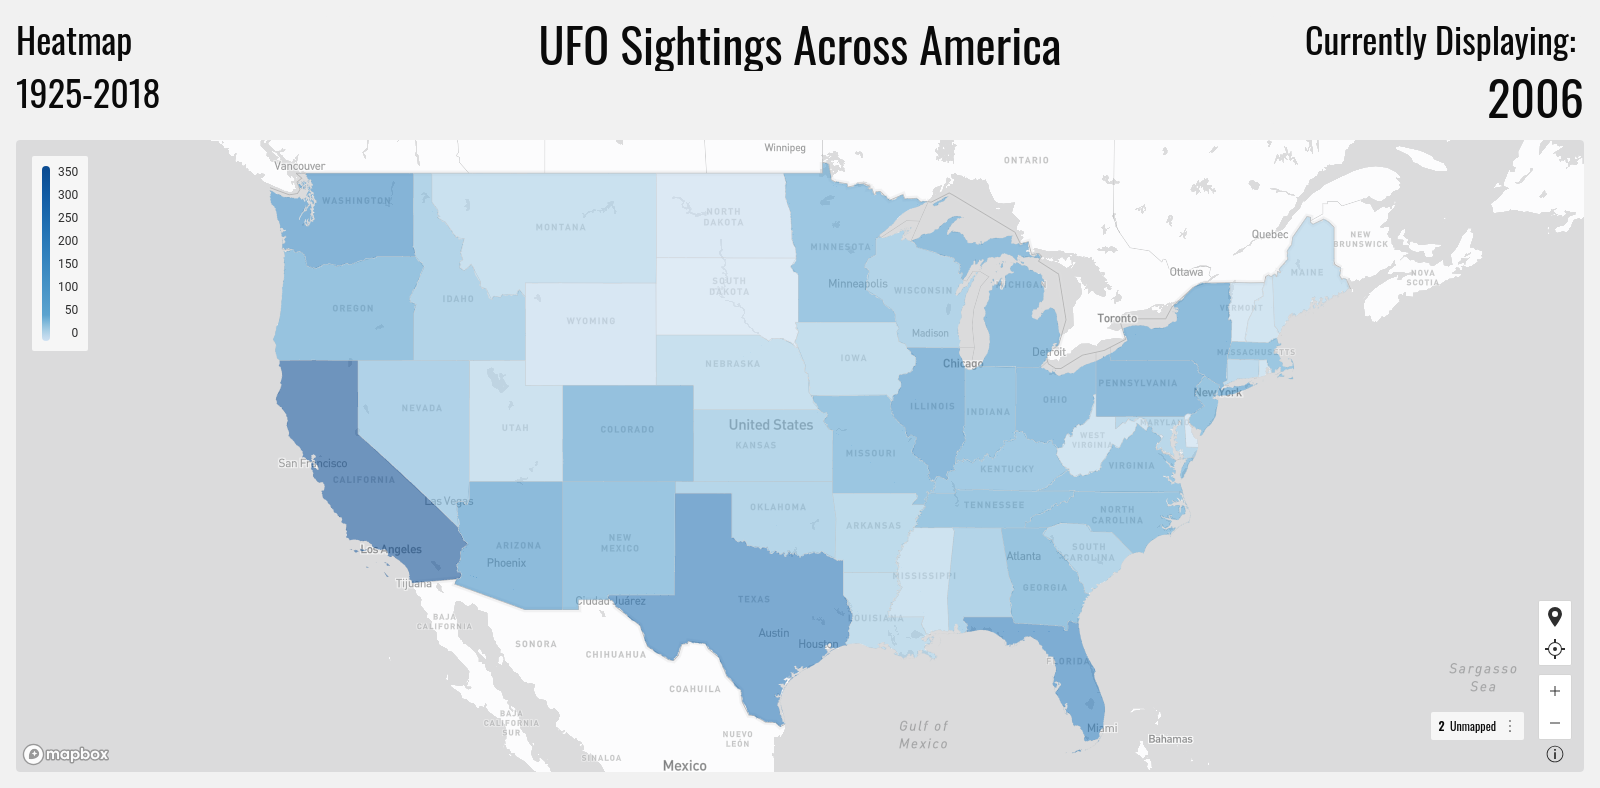 Heatmap
1925-2018
UFO Sightings Across America
Currently Displaying:
2006
350
300
250
200
150
100
50
0
Vancouver
Winnipeg
ONTARIO
WASHINGTON
MONTANA
NORTH
DAKOTA
MINNESOTA
Quebec
NEW
BRUNSWICK
Ottawa
MAINE
NOVA
SCOTIA
OREGON
IDAHO
SOUTH
DAKOTA
Minneapolis
WISCONSIN
MICHIGAN
VERMONT
WYOMING
Madison
Toronto
Detroit
MASSACHUSETTS
NEBRASKA
IOWA
Chicago
PENNSYLVANIA
New York
NEVADA
UTAH
COLORADO
United States
KANSAS
ILLINOIS
INDIANA
OHIO
MARYLAND
WEST
VIRGINIA
San Francisco
CALIFORNIA
MISSOURI
KENTUCKY
VIRGINIA
Las Vegas
OKLAHOMA
ARKANSAS
TENNESSEE
NORTH
CAROLINA
Los Angeles
ARIZONA
Phoenix
NEW
MEXICO
MISSISSIPPI
Atlanta
SOUTH
CAROLINA
GEORGIA
Tijuana
Ciudad Juárez
TEXAS
LOUISIANA
BAJA
CALIFORNIA
SONORA
CHIHUAHUA
Austin
Houston
FLORIDA
COAHUILA
Sargasso
Sea
BAJA
CALIFORNIA
SUR
NUEVO
LEÓN
Gulf of
Mexico
Miami
Bahamas
2 Unmapped
SINALOA
Mexico
mapbox